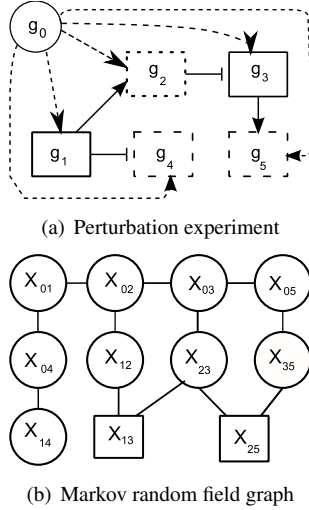 g0
g2
g3
g1
g4
g5
(a) Perturbation experiment
X01
X02
X03
X05
X04
X12
X23
X35
X14
X13
X25
(b) Markov random field graph